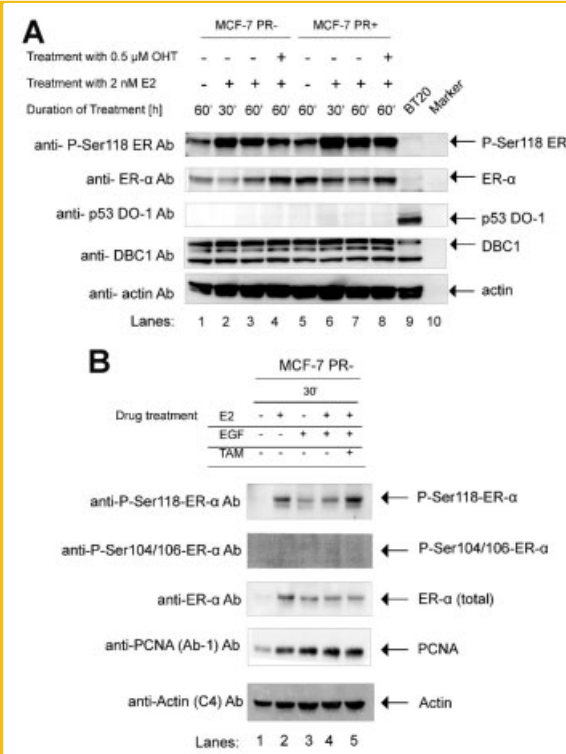 A
MCF-7 PR- MCF-7 PR+
Treatment with 0.5 µM OHT - - - + - - - +
Treatment with 2 nM E2 - + + + - + + +
Duration of Treatment [h] 60' 30' 60' 60' 60' 30' 60' 60' BT20 Marker
anti- P-Ser118 ER Ab P-Ser118 ER
anti- ER-α Ab ER-α
anti- p53 DO-1 Ab p53 DO-1
anti- DBC1 Ab DBC1
anti- actin Ab actin
Lanes: 1 2 3 4 5 6 7 8 9 10
B
MCF-7 PR-
30'
Drug treatment E2 - + - + +
EGF - - + + +
TAM - - - - +
anti-P-Ser118-ER-α Ab P-Ser118-ER-α
anti-P-Ser104/106-ER-α Ab P-Ser104/106-ER-α
anti-ER-α Ab ER-α (total)
anti-PCNA (Ab-1) Ab PCNA
anti-Actin (C4) Ab Actin
Lanes: 1 2 3 4 5